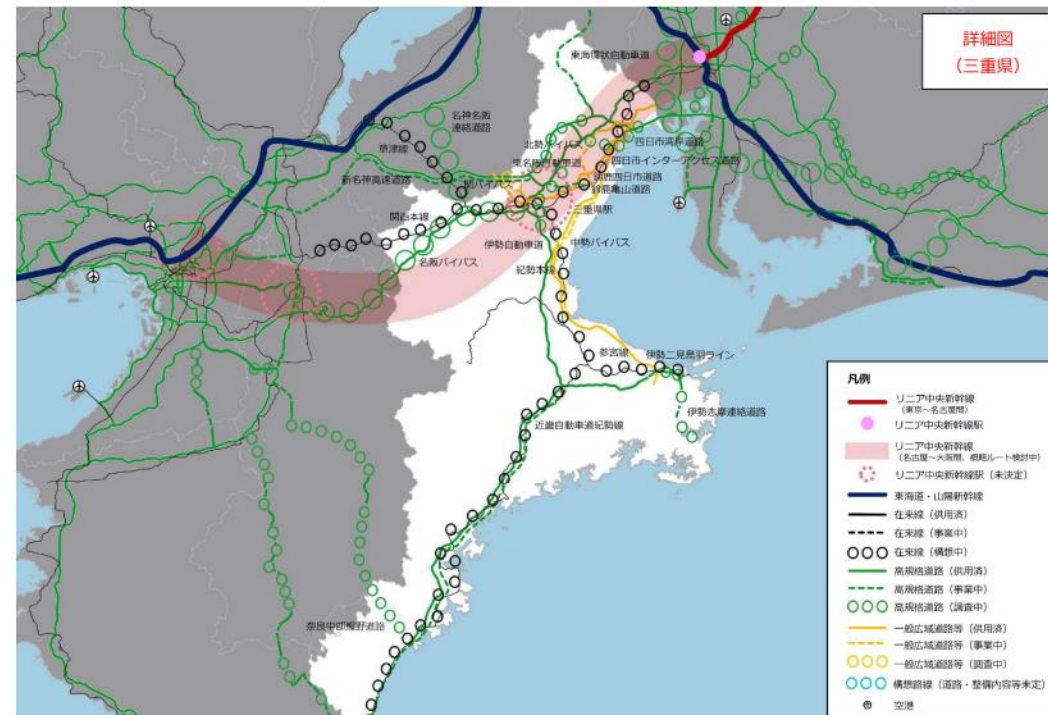 詳細図
（三重県）
東海環状自動車道
名神名阪
連絡道路
草津線
北勢バイパス
四日市湾岸道路
東名阪自動車道
四日市インターアクセス道路
新名神高速道路
関バイパス
鈴鹿四日市道路
鈴鹿亀山道路
関西本線
三重県駅
伊勢自動車道
中勢バイパス
名阪バイパス
紀勢本線
参宮線
伊勢二見鳥羽ライン
伊勢志摩連絡道路
近畿自動車道紀勢線
奈良中部熊野道路
凡例
リニア中央新幹線
（東京～名古屋間）
リニア中央新幹線駅
リニア中央新幹線
（名古屋～大阪間、概略ルート検討中）
リニア中央新幹線駅（未決定）
東海道・山陽新幹線
在来線（供用済）
在来線（事業中）
在来線（構想中）
高規格道路（供用済）
高規格道路（事業中）
高規格道路（調査中）
一般広域道路等（供用済）
一般広域道路等（事業中）
一般広域道路等（調査中）
構想路線（道路・整備内容等未定）
空港